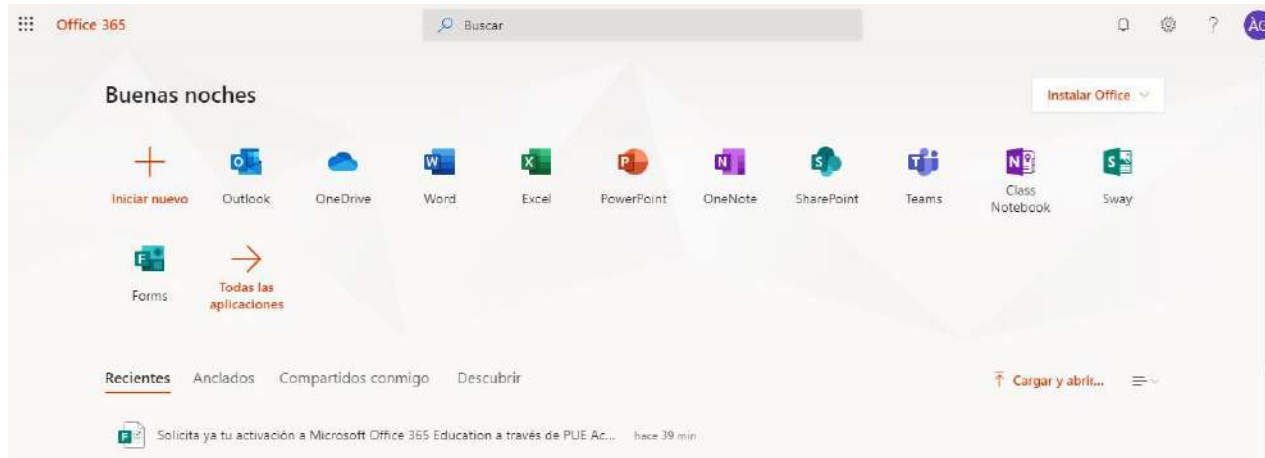 Office 365
Buscar
?
ÀG
Buenas noches
Instalar Office
Iniciar nuevo
Outlook
OneDrive
Word
Excel
PowerPoint
OneNote
SharePoint
Teams
Class
Notebook
Sway
Forms
Todas las
aplicaciones
Recientes Anclados Compartidos conmigo Descubrir
Cargar y abrir...
Solicita ya tu activación a Microsoft Office 365 Education a través de PUE Ac... hace 39 min